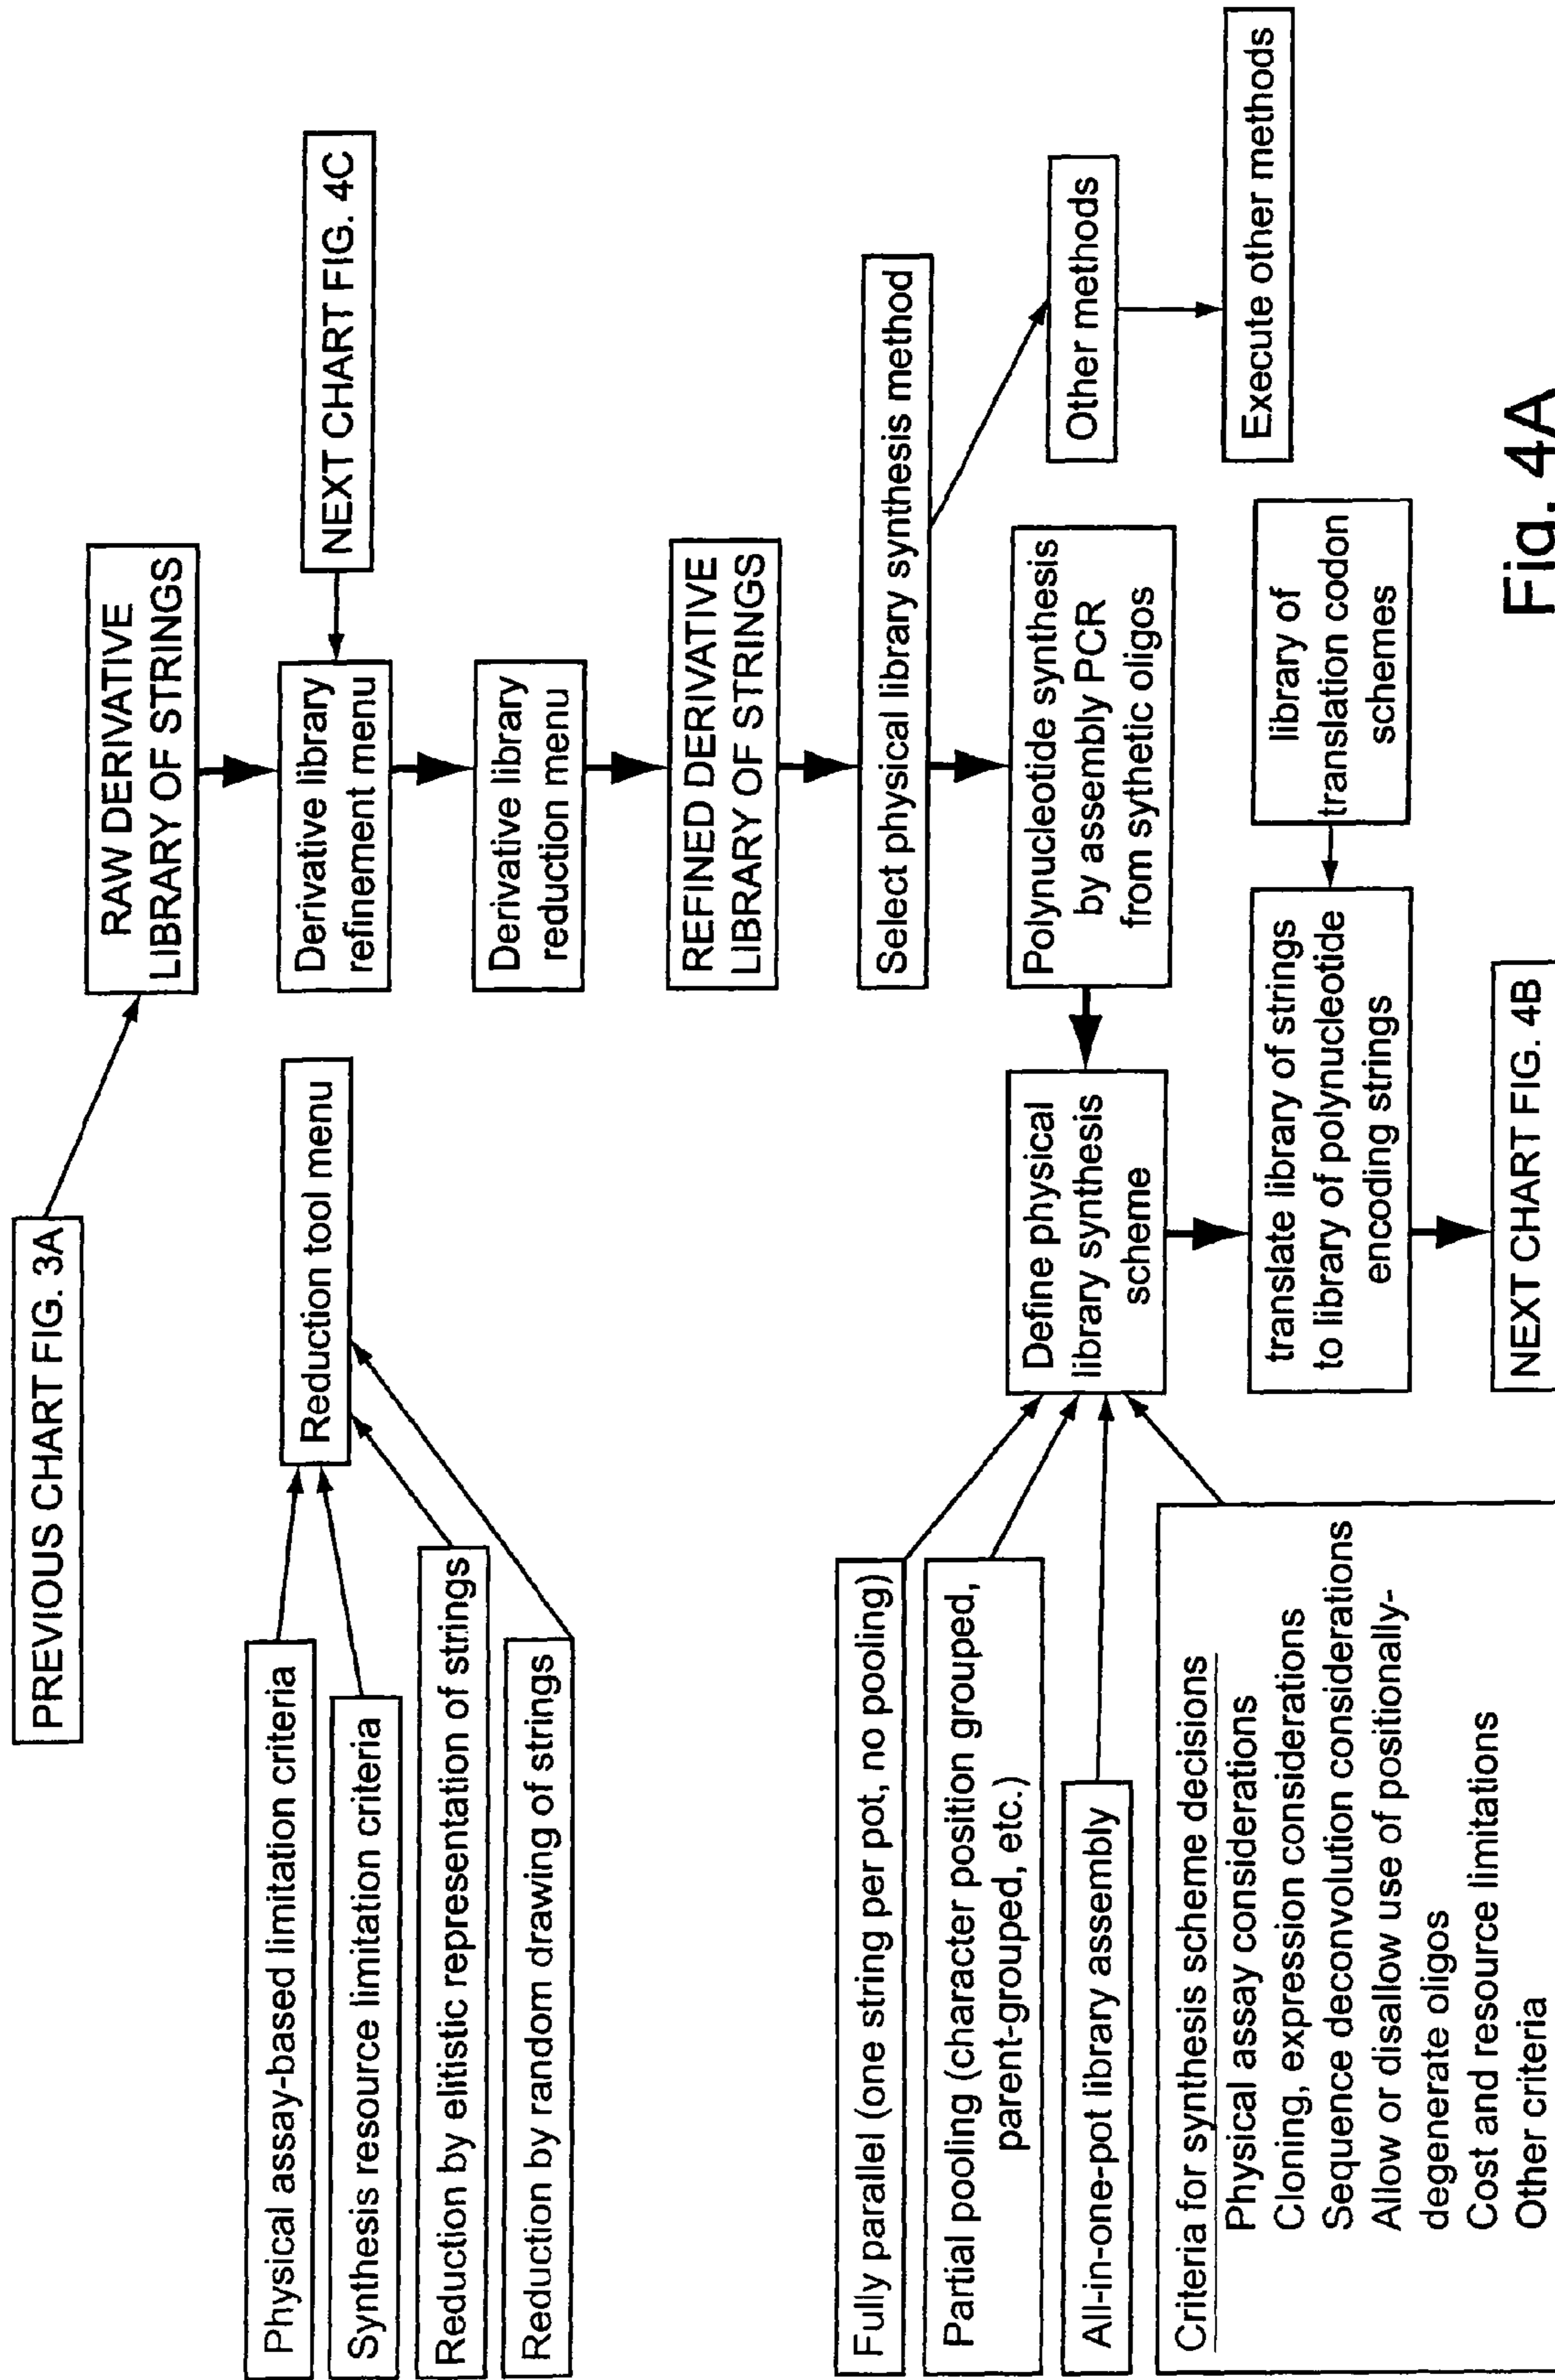 PREVIOUS CHART FIG. 3A
RAW DERIVATIVE
LIBRARY OF STRINGS
Physical assay-based limitation criteria
Synthesis resource limitation criteria
Reduction by elitistic representation of strings
Reduction by random drawing of strings
Reduction tool menu
Derivative library
refinement menu
NEXT CHART FIG. 4C
Derivative library
reduction menu
REFINED DERIVATIVE
LIBRARY OF STRINGS
Select physical library synthesis method
Fully parallel (one string per pot, no pooling)
Partial pooling (character position grouped,
parent-grouped, etc.)
All-in-one-pot library assembly
Criteria for synthesis scheme decisions
Physical assay considerations
Cloning, expression considerations
Sequence deconvolution considerations
Allow or disallow use of positionally-
degenerate oligos
Cost and resource limitations
Other criteria
Define physical
library synthesis
scheme
Polynucleotide synthesis
by assembly PCR
from sythetic oligos
Other methods
Execute other methods
translate library of strings
to library of polynucleotide
encoding strings
library of
translation codon
schemes
NEXT CHART FIG. 4B
Fig. 4A